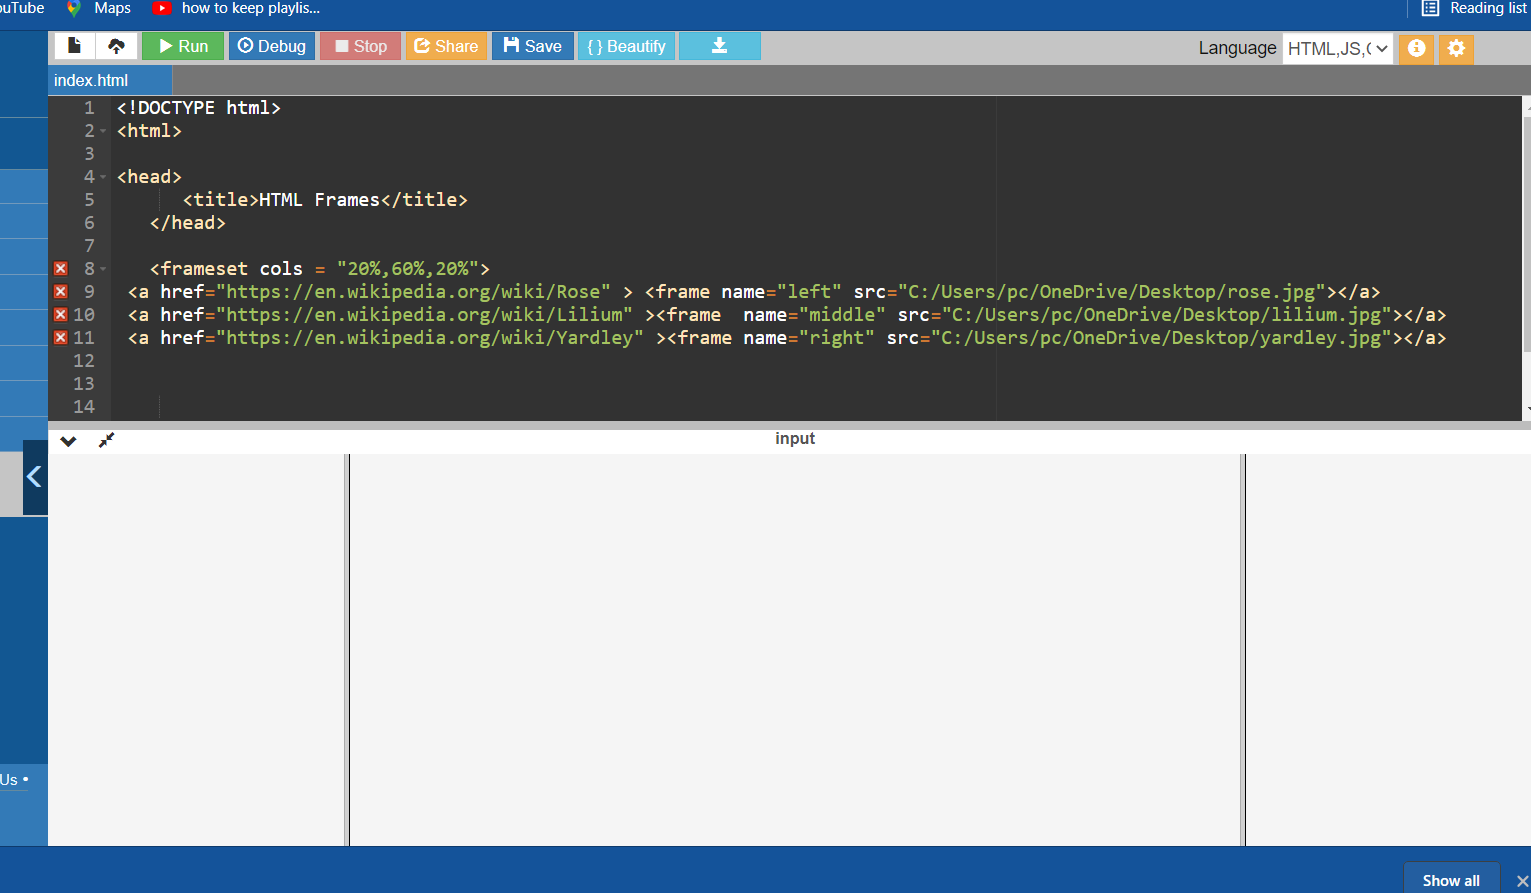 ouTube Maps how to keep playlis... Reading list
Run Debug Stop Share Save { } Beautify Language HTML,JS,(
index.html
1 <!DOCTYPE html>
2 <html>
3
4 <head>
5 <title>HTML Frames</title>
6 </head>
7
8 <frameset cols = "20%,60%,20%">
9 <a href="https://en.wikipedia.org/wiki/Rose" > <frame name="left" src="C:/Users/pc/OneDrive/Desktop/rose.jpg"></a>
10 <a href="https://en.wikipedia.org/wiki/Lilium" ><frame  name="middle" src="C:/Users/pc/OneDrive/Desktop/lilium.jpg"></a>
11 <a href="https://en.wikipedia.org/wiki/Yardley" ><frame name="right" src="C:/Users/pc/OneDrive/Desktop/yardley.jpg"></a>
12
13
14
input
Us •
Show all